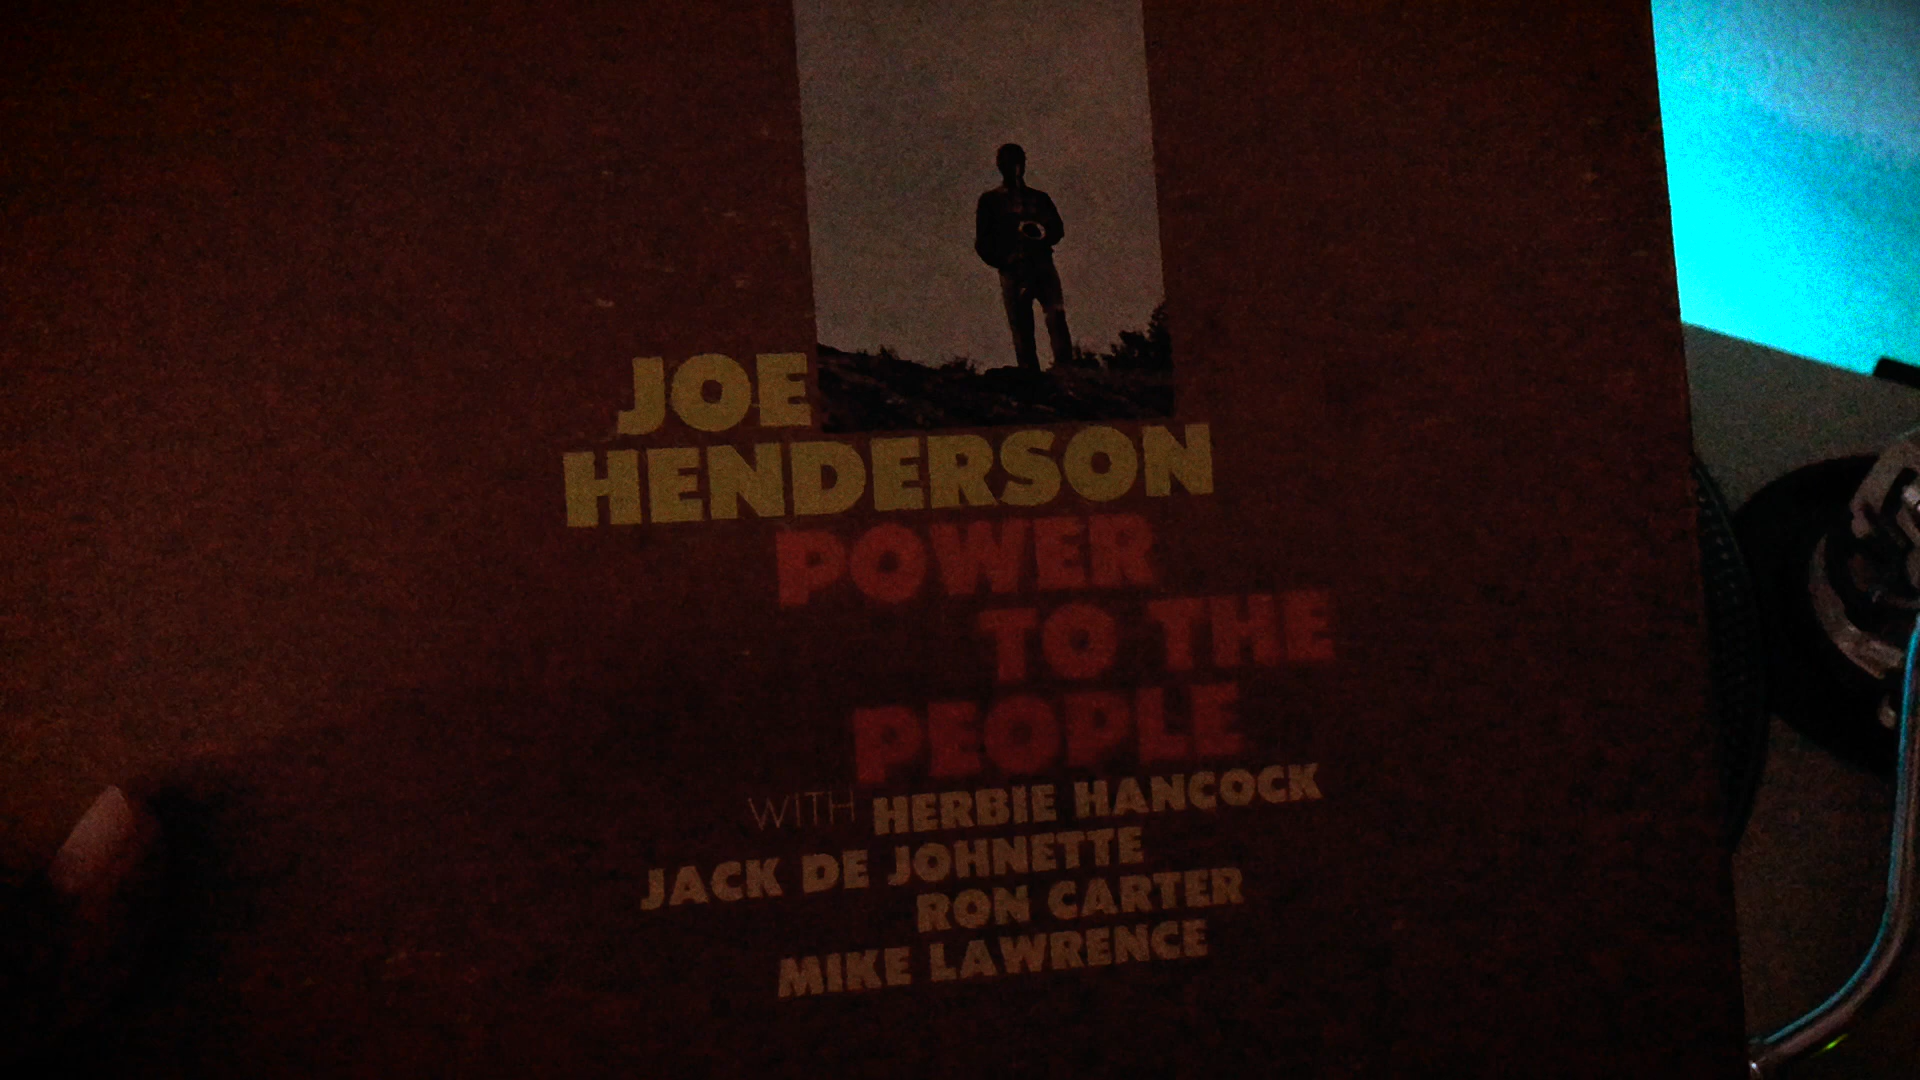 JOE
HENDERSON
POWER
TO THE
PEOPLE
WITH HERBIE HANCOCK
JACK DE JOHNETTE
RON CARTER
MIKE LAWRENCE